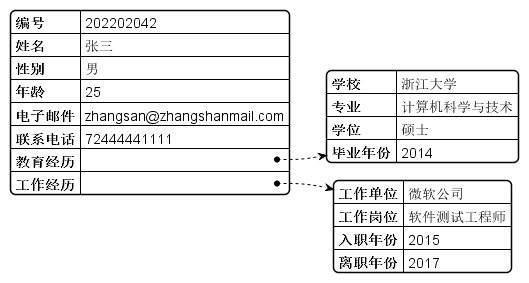 编号 202202042
姓名 张三
性别 男
年龄 25
电子邮件 zhangsan@zhangshanmail.com
联系电话 72444441111
教育经历
工作经历
学校 浙江大学
专业 计算机科学与技术
学位 硕士
毕业年份 2014
工作单位 微软公司
工作岗位 软件测试工程师
入职年份 2015
离职年份 2017